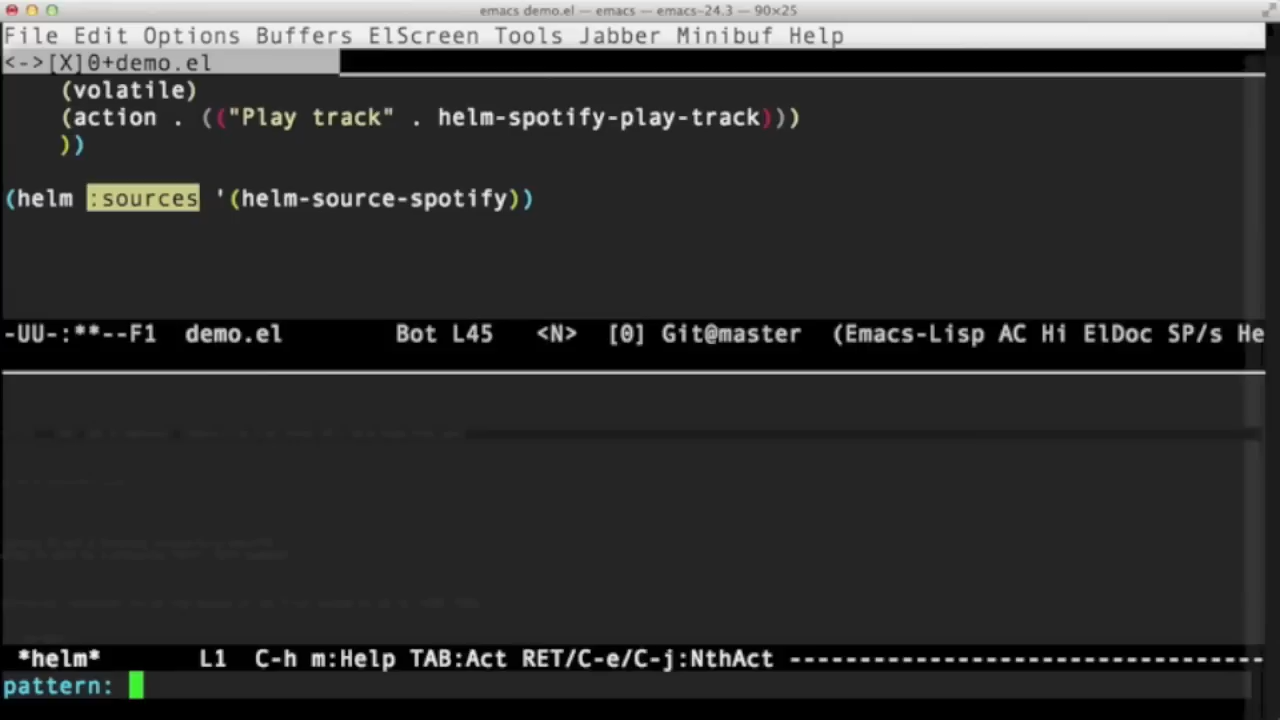 emacs demo.el — emacs — emacs-24.3 — 90×25
File Edit Options Buffers ElScreen Tools Jabber Minibuf Help
<->[X]0+demo.el
(volatile)
(action . (("Play track" . helm-spotify-play-track)))
))
(helm :sources '(helm-source-spotify))
-UU-:**--F1 demo.el Bot L45 <N> [0] Git@master (Emacs-Lisp AC Hi ElDoc SP/s He
*helm* L1 C-h m:Help TAB:Act RET/C-e/C-j:NthAct ----------------------------------
pattern: